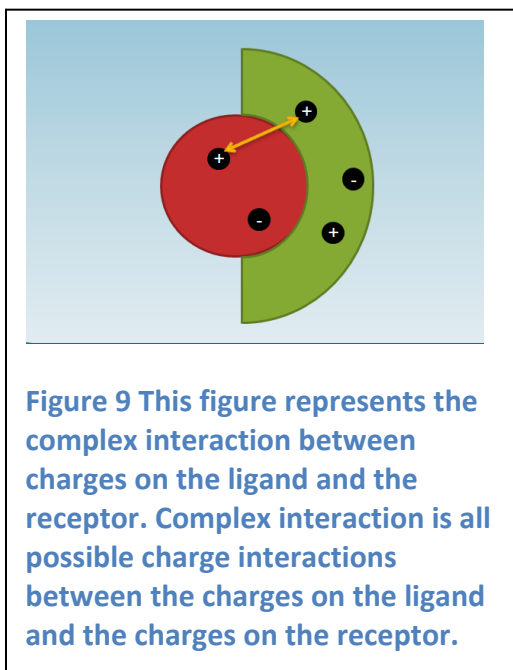 +
+
-
-
+
Figure 9 This figure represents the
complex interaction between
charges on the ligand and the
receptor. Complex interaction is all
possible charge interactions
between the charges on the ligand
and the charges on the receptor.